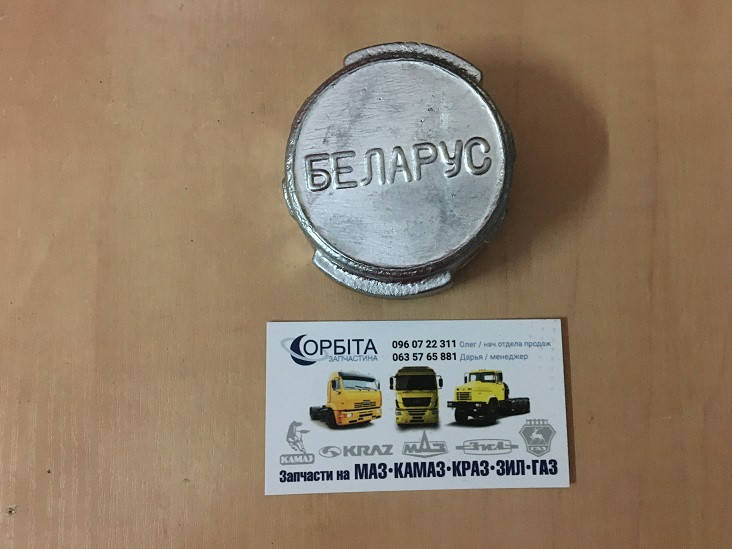 БЕЛАРУС
ОРБІТА
ЗАПЧАСТИНА
096 07 22 311 Олег / нач.отдела продаж
063 57 65 881 Дарья / менеджер
КАМАЗ KRAZ МАЗ ЗИЛ ГАЗ
Запчасти на МАЗ•КАМАЗ•КРАЗ•ЗИЛ•ГАЗ